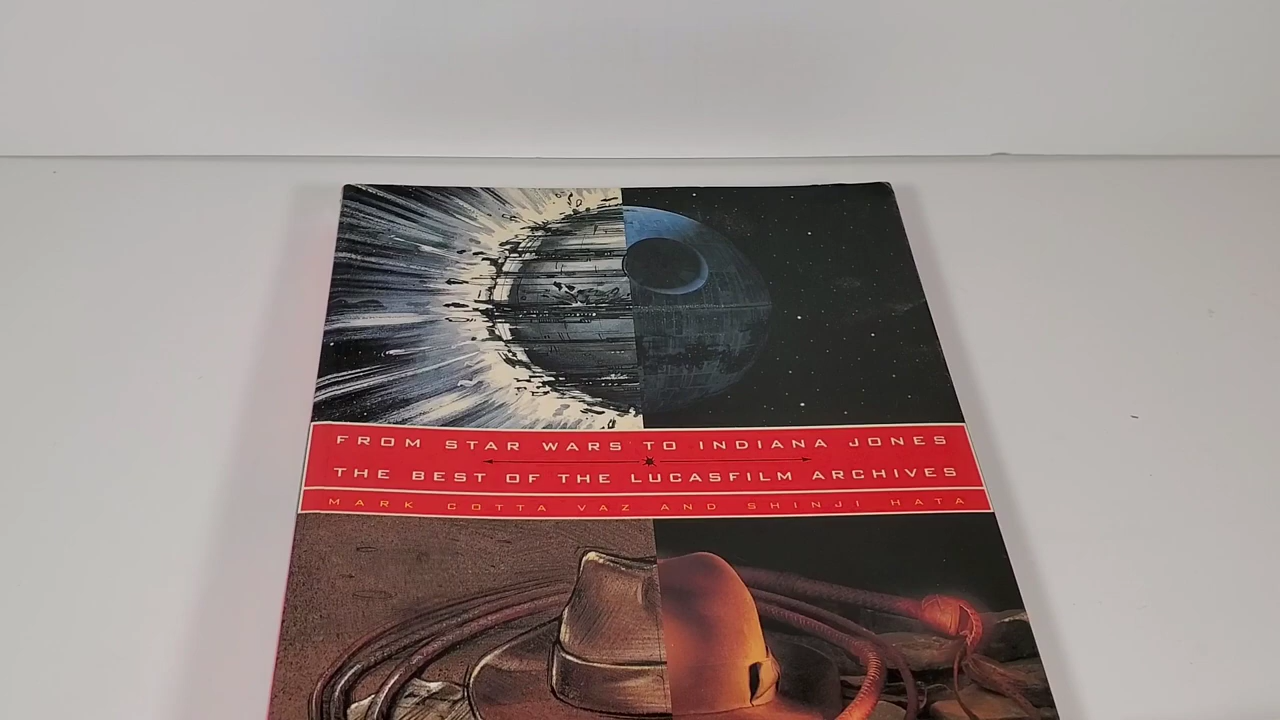 FROM STAR WARS TO INDIANA JONES
THE BEST OF THE LUCASFILM ARCHIVES
MARK COTTA VAZ AND SHINJI HATA